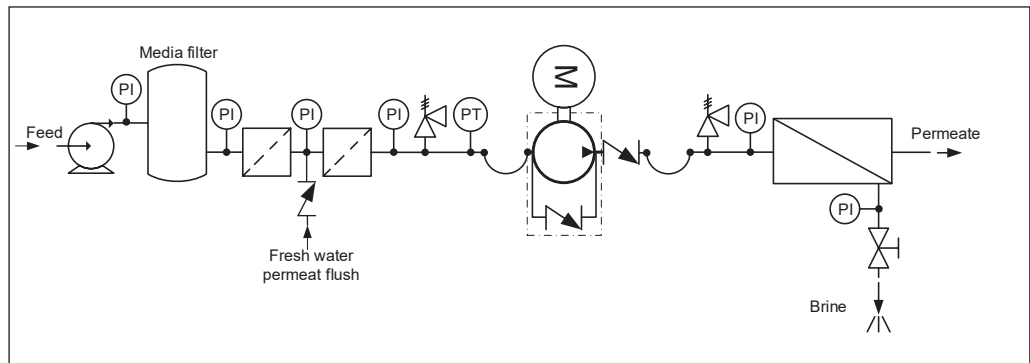 Media filter
PI
Feed
PI
PI
PI
PT
M
PI
Permeate
PI
Fresh water
permeat flush
Brine